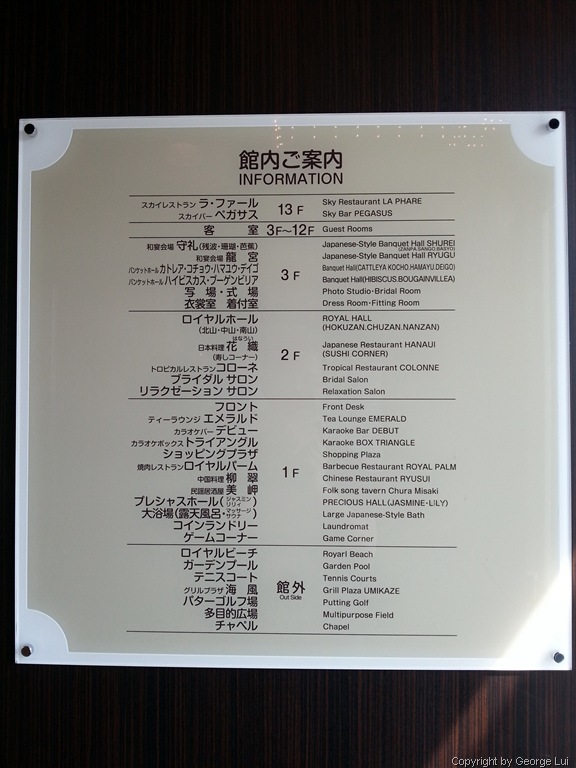 館内ご案内
INFORMATION
スカイレストラン ラ・ファール 13F Sky Restaurant LA PHARE
スカイバー ペガサス Sky Bar PEGASUS
客 室 3F～12F Guest Rooms
和宴会場 守礼(残波・珊瑚・芭蕉) 3F Japanese-Style Banquet Hall SHUREI
(ZANPA.SANGO.BASYO)
和宴会場 龍 宮 Japanese-Style Banquet Hall RYUGU
バンケットホール カトレア・コチョウ・ハマユウ・デイゴ Banquet Hall(CATTLEYA KOCHO.HAMAYU.DEIGO)
バンケットホール ハイビスカス・ブーゲンビリア Banquet Hall(HIBISCUS.BOUGAINVILLEA)
写 場・式 場 Photo Studio・Bridal Room
衣裳室 着付室 Dress Room・Fitting Room
ロイヤルホール 2F ROYAL HALL
(北山・中山・南山) (HOKUZAN.CHUZAN.NANZAN)
はなうい
日本料理 花 織 Japanese Restaurant HANAUI
(寿しコーナー) (SUSHI CORNER)
トロピカルレストラン コローネ Tropical Restaurant COLONNE
ブライダル サロン Bridal Salon
リラクゼーション サロン Relaxation Salon
フロント 1F Front Desk
ティーラウンジ エメラルド Tea Lounge EMERALD
カラオケバー デビュー Karaoke Bar DEBUT
カラオケボックス トライアングル Karaoke BOX TRIANGLE
ショッピングプラザ Shopping Plaza
焼肉レストラン ロイヤルパーム Barbecue Restaurant ROYAL PALM
中国料理 柳 翠 Chinese Restaurant RYUSUI
民謡居酒屋 美 岬 Folk song tavern Chura Misaki
プレシャスホール(ジャスミン・リリィ) PRECIOUS HALL(JASMINE・LILY)
大浴場(露天風呂・マッサージ・サウナ) Large Japanese-Style Bath
コインランドリー Laundromat
ゲームコーナー Game Corner
ロイヤルビーチ 館外 Royarl Beach
Out Side
ガーデンプール Garden Pool
テニスコート Tennis Courts
グリルプラザ 海 風 Grill Plaza UMIKAZE
パターゴルフ場 Putting Golf
多目的広場 Multipurpose Field
チャペル Chapel
Copyright by George Lui